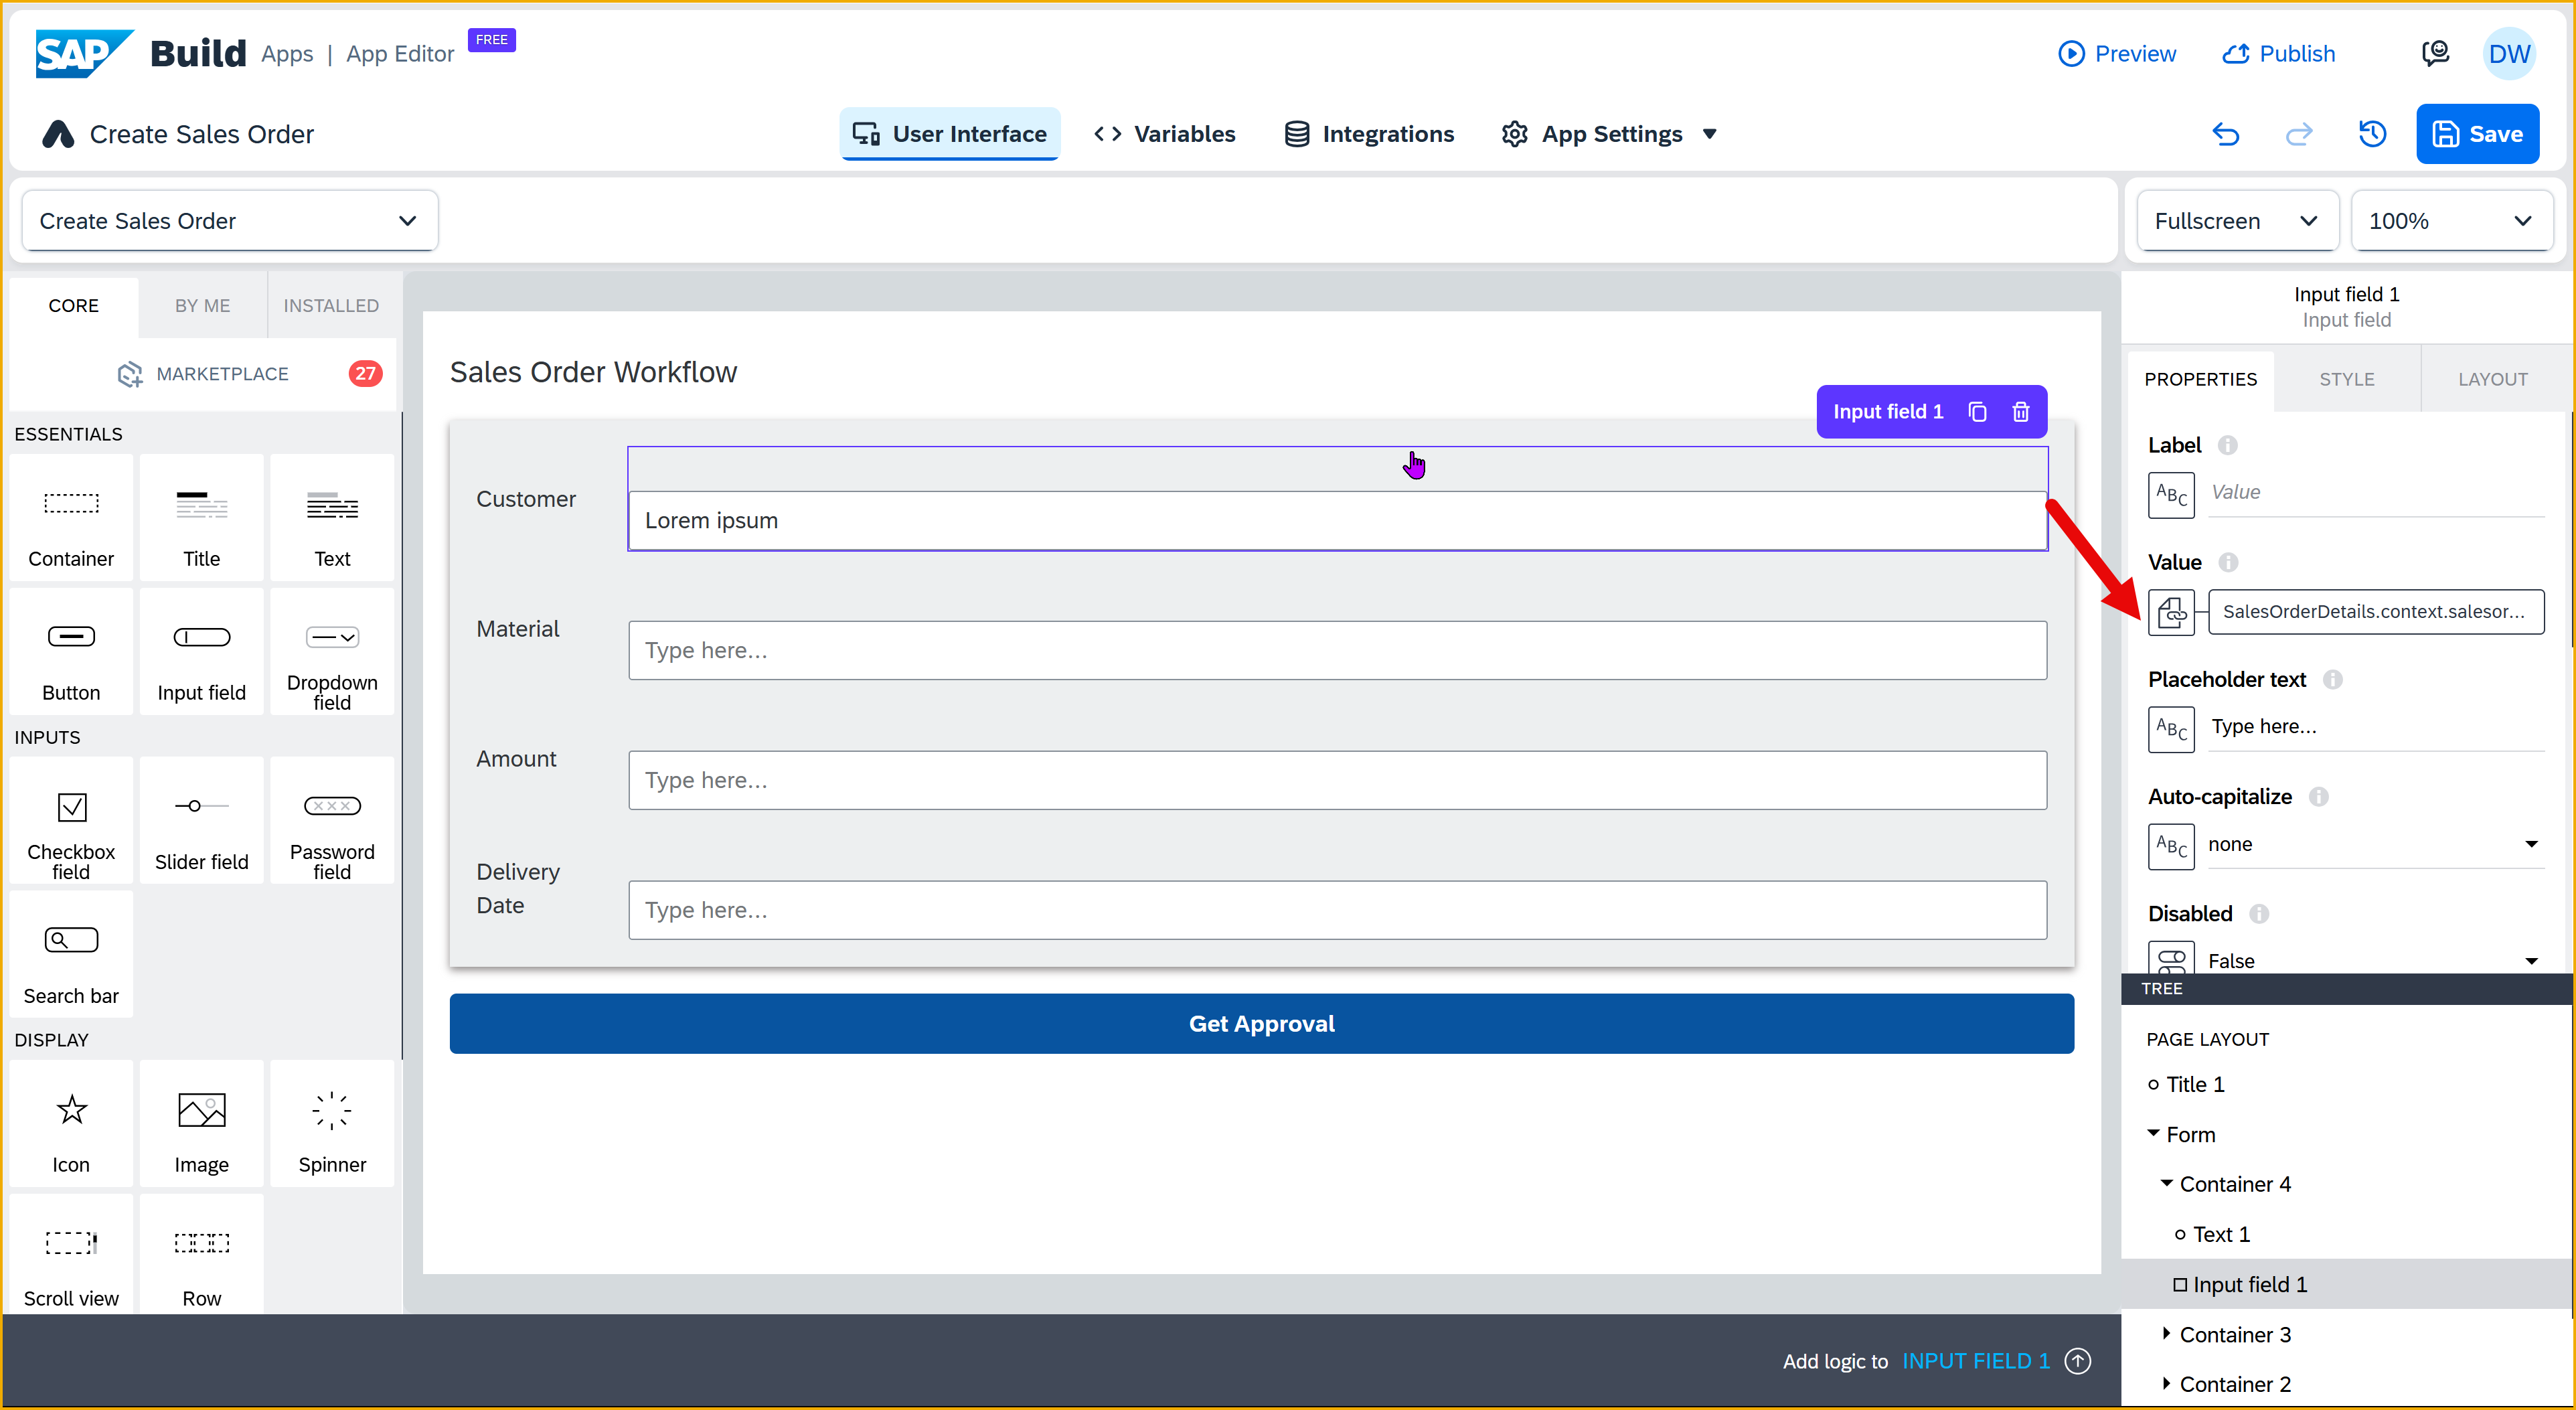 SAP Build Apps | App Editor FREE
Preview Publish DW
Create Sales Order
User Interface Variables Integrations App Settings
Save
Create Sales Order
Fullscreen 100%
CORE BY ME INSTALLED
MARKETPLACE 27
ESSENTIALS
Container Title Text
Button Input field Dropdown
field
INPUTS
Checkbox
field
Slider field
Password
field
Search bar
DISPLAY
Icon Image Spinner
Scroll view Row
Sales Order Workflow
Input field 1
Customer
Lorem ipsum
Material
Type here...
Amount
Type here...
Delivery
Date
Type here...
Get Approval
Add logic to INPUT FIELD 1
Input field 1
Input field
PROPERTIES STYLE LAYOUT
Label
ABC Value
Value
SalesOrderDetails.context.salesor...
Placeholder text
ABC Type here...
Auto-capitalize
ABC none
Disabled
False
TREE
PAGE LAYOUT
Title 1
Form
Container 4
Text 1
Input field 1
Container 3
Container 2